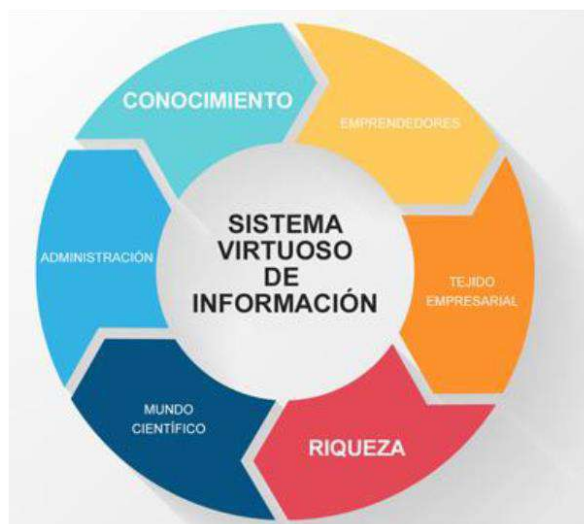 CONOCIMIENTO
EMPRENDEDORES
SISTEMA
VIRTUOSO
DE
INFORMACIÓN
ADMINISTRACIÓN
TEJIDO
EMPRESARIAL
MUNDO
CIENTÍFICO
RIQUEZA